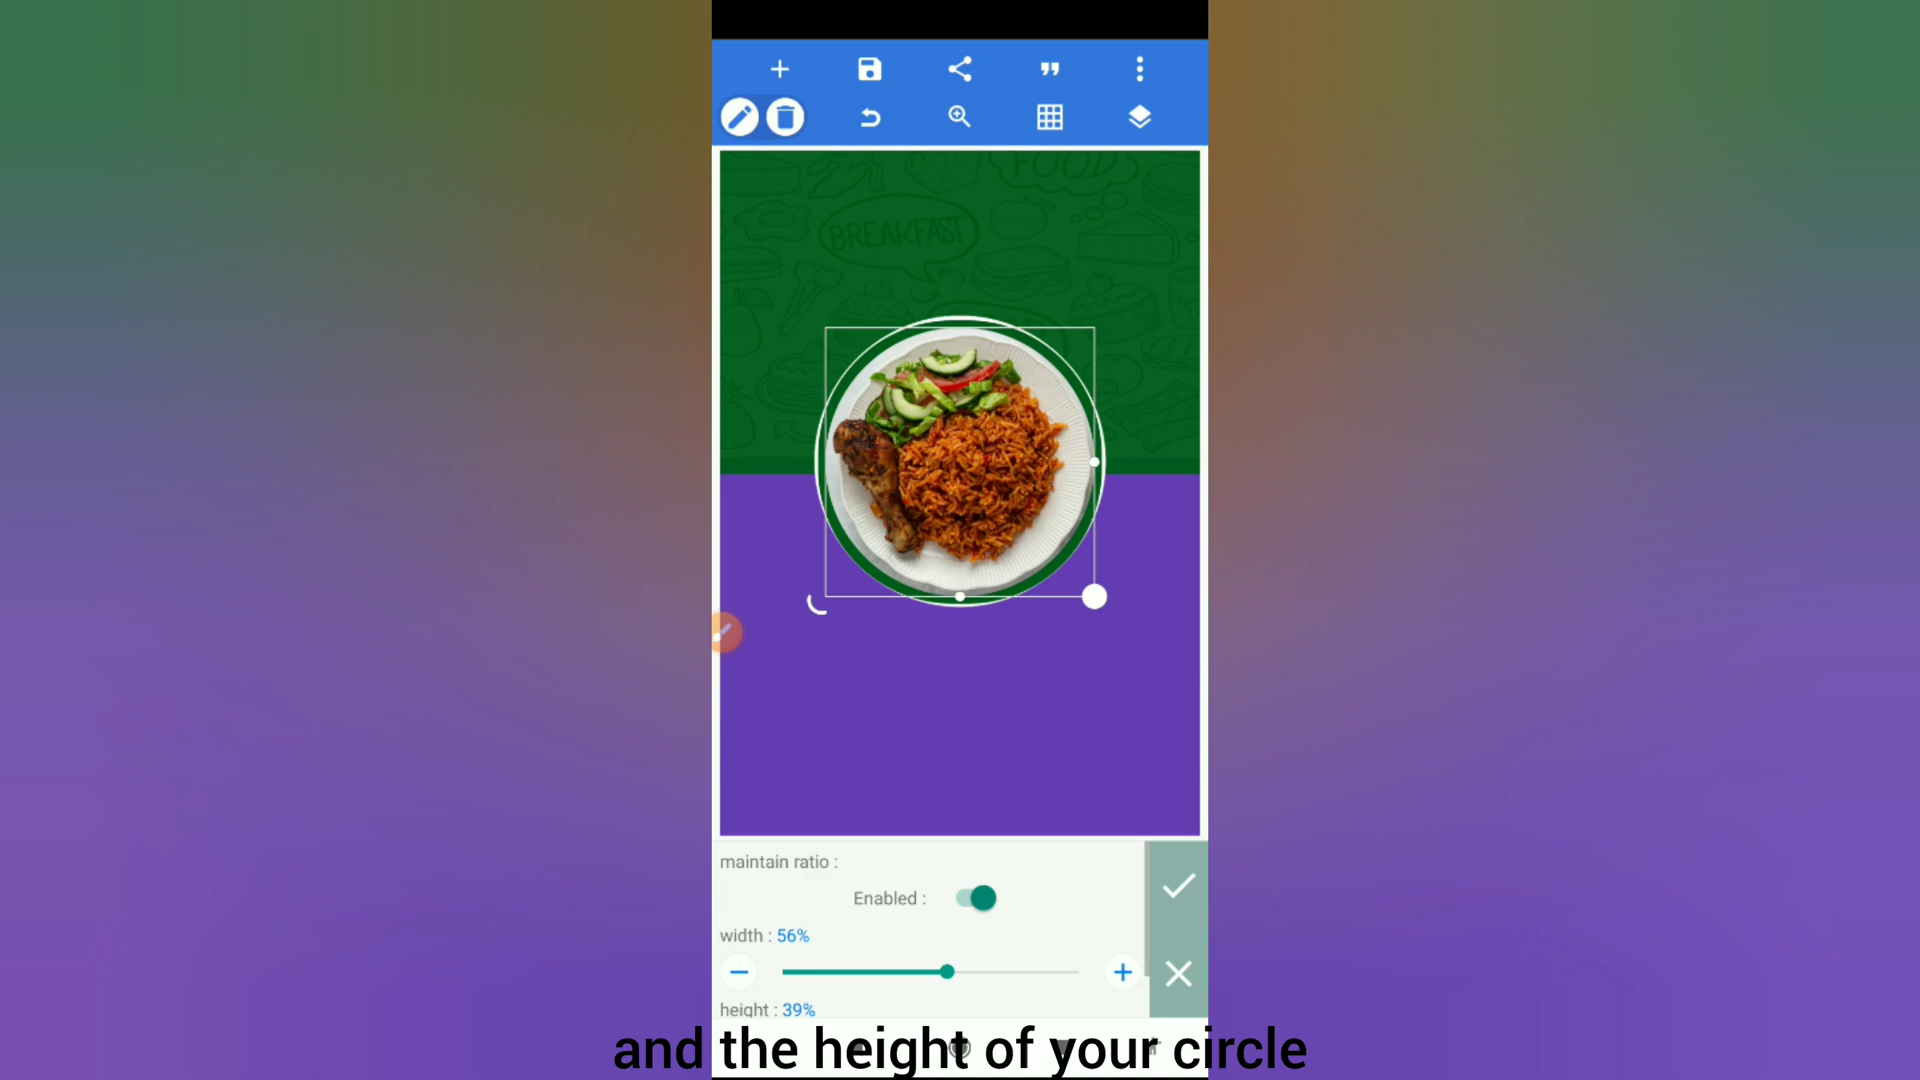 FOOD
BREAKFAST
maintain ratio :
Enabled :
width : 56%
height : 39%
and the height of your circle